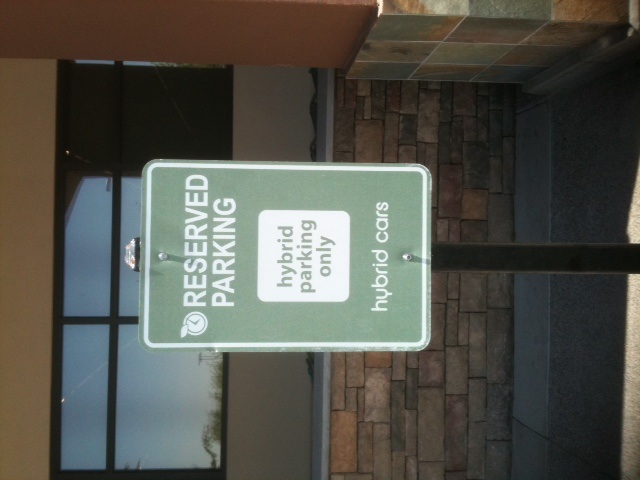 RESERVED
PARKING
hybrid
parking
only
hybrid cars